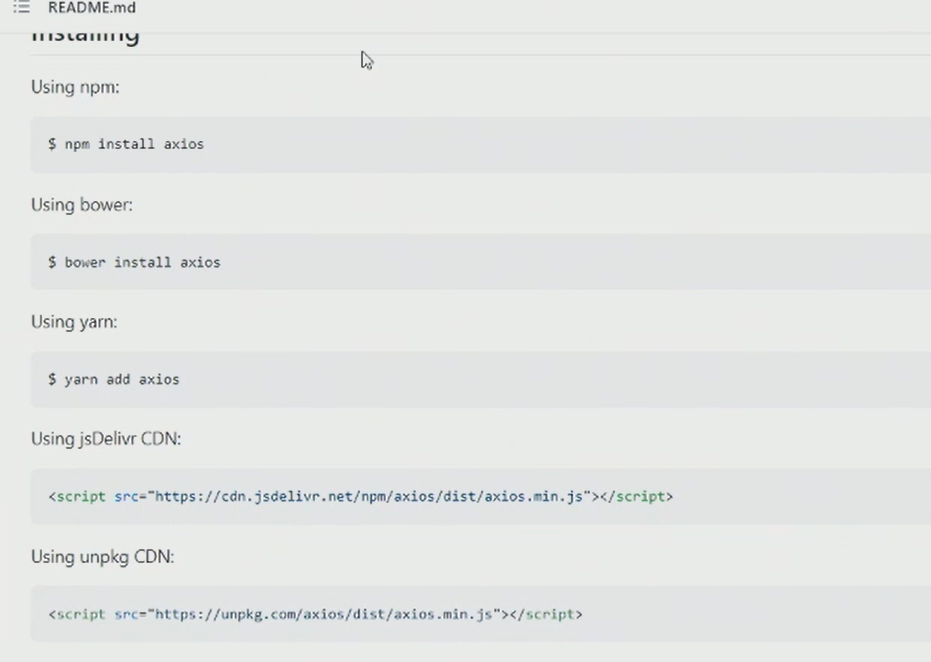 README.md
Installing
Using npm:
$ npm install axios
Using bower:
$ bower install axios
Using yarn:
$ yarn add axios
Using jsDelivr CDN:
<script src="https://cdn.jsdelivr.net/npm/axios/dist/axios.min.js"></script>
Using unpkg CDN:
<script src="https://unpkg.com/axios/dist/axios.min.js"></script>